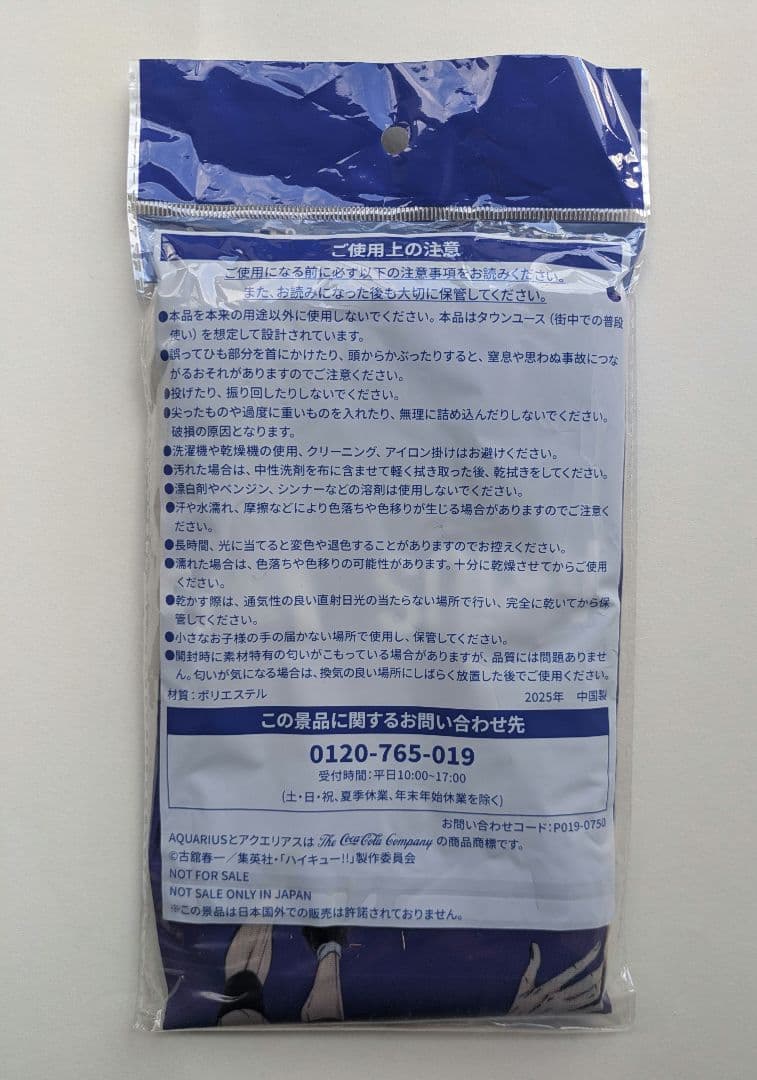 ご使用上の注意
ご使用になる前に必ず以下の注意事項をお読みください。
また、お読みになった後も大切に保管してください。
●本品を本来の用途以外に使用しないでください。本品はタウンユース(街中での普段
使い)を想定して設計されています。
●誤ってひも部分を首にかけたり、頭からかぶったりすると、窒息や思わぬ事故につな
がるおそれがありますのでご注意ください。
●投げたり、振り回したりしないでください。
●尖ったものや過度に重いものを入れたり、無理に詰め込んだりしないでください。
破損の原因となります。
●洗濯機や乾燥機の使用、クリーニング、アイロン掛けはお避けください。
●汚れた場合は、中性洗剤を布に含ませて軽く拭き取った後、乾拭きをしてください。
●漂白剤やベンジン、シンナーなどの溶剤は使用しないでください。
●汗や水濡れ、摩擦などにより色落ちや色移りが生じる場合がありますのでご注意く
ださい。
●長時間、光に当てると変色や退色することがありますのでお控えください。
●濡れた場合は、色落ちや色移りの可能性があります。十分に乾燥させてからご使用
ください。
●乾かす際は、通気性の良い直射日光の当たらない場所で行い、完全に乾いてから保
管してください。
●小さなお子様の手の届かない場所で使用し、保管してください。
●開封時に素材特有の匂いがこもっている場合がありますが、品質には問題ありませ
ん。匂いが気になる場合は、換気の良い場所にしばらく放置した後でご使用ください。
材質:ポリエステル 2025年 中国製
この景品に関するお問い合わせ先
0120-765-019
受付時間:平日10:00~17:00
(土・日・祝、夏季休業、年末年始休業を除く)
お問い合わせコード:P019-0750
AQUARIUSとアクエリアスは The Coca-Cola Company の商品商標です。
©古舘春一/集英社・「ハイキュー!!」製作委員会
NOT FOR SALE
NOT SALE ONLY IN JAPAN
※この景品は日本国外での販売は許諾されておりません。